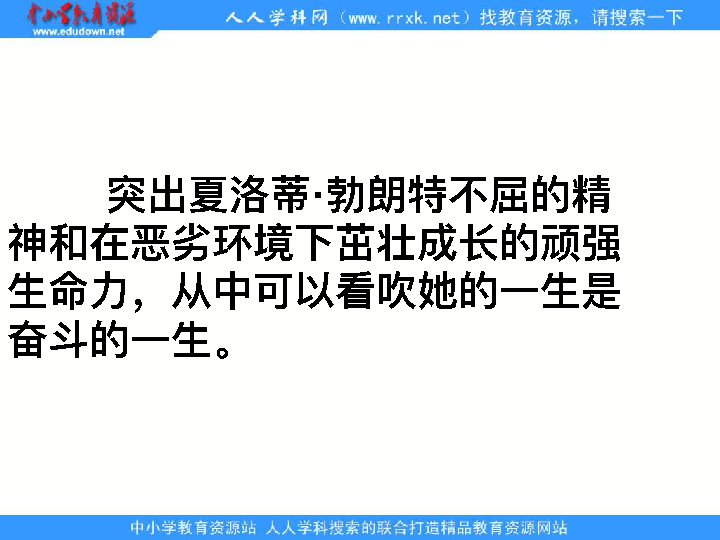 中小学教育资源
www.edudown.net
人人学科网（www.rrxk.net）找教育资源，请搜索一下
突出夏洛蒂·勃朗特不屈的精
神和在恶劣环境下茁壮成长的顽强
生命力，从中可以看吹她的一生是
奋斗的一生。
中小学教育资源站 人人学科搜索的联合打造精品教育资源网站